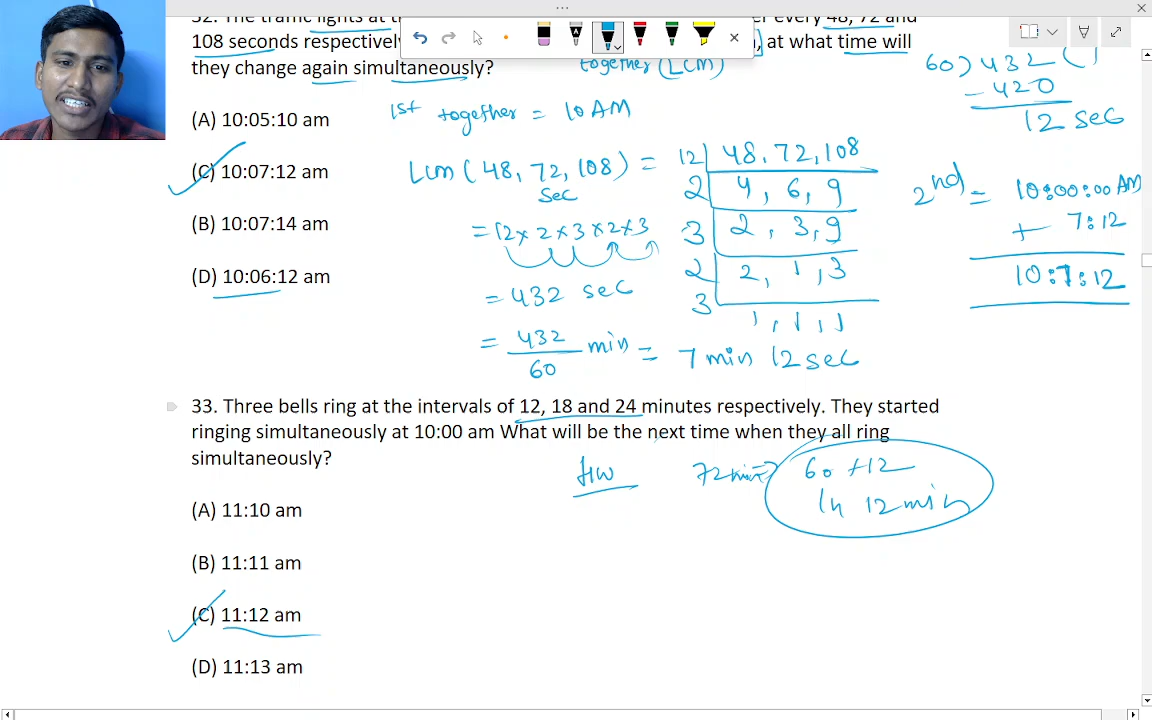 32. The traffic lights at th er every 48, 72 and
108 seconds respectively , at what time will
they change again simultaneously?
together (LCM)
60) 432 (
- 420
12 sec
1st together = 10 AM
(A) 10:05:10 am
(C) 10:07:12 am
(B) 10:07:14 am
(D) 10:06:12 am
Lcm (48, 72, 108) = 12 | 48, 72, 108
sec
2 | 4, 6, 9
= 12 × 2 × 3 × 2 × 3
3 | 2, 3, 9
= 432 sec
2 | 2, 1, 3
3
1, 1, 1
= 432/60 min = 7 min 12 sec
2nd = 10:00:00 AM
+ 7:12
10:7:12
33. Three bells ring at the intervals of 12, 18 and 24 minutes respectively. They started
ringing simultaneously at 10:00 am What will be the next time when they all ring
simultaneously?
HW
72 min
60 + 12
1h 12 min
(A) 11:10 am
(B) 11:11 am
(C) 11:12 am
(D) 11:13 am